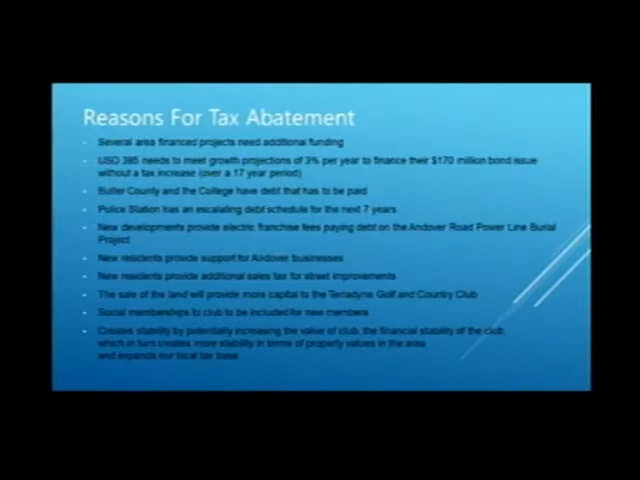 Reasons For Tax Abatement
Several area financed projects need additional funding
USD 385 needs to meet growth projections of 3% per year to finance their $170 million bond issue
without a tax increase (over a 17 year period)
Butler County and the College have debt that has to be paid
Police Station has an escalating debt schedule for the next 7 years
New developments provide electric franchise fees paying debt on the Andover Road Power Line Burial
Project
New residents provide support for Andover businesses
New residents provide additional sales tax for street improvements
The sale of the land will provide more capital to the Terradyne Golf and Country Club
Social memberships to club to be included for new members
Creates stability by potentially increasing the value of club, the financial stability of the club,
which in turn creates more stability in terms of property values in the area
and expands our local tax base